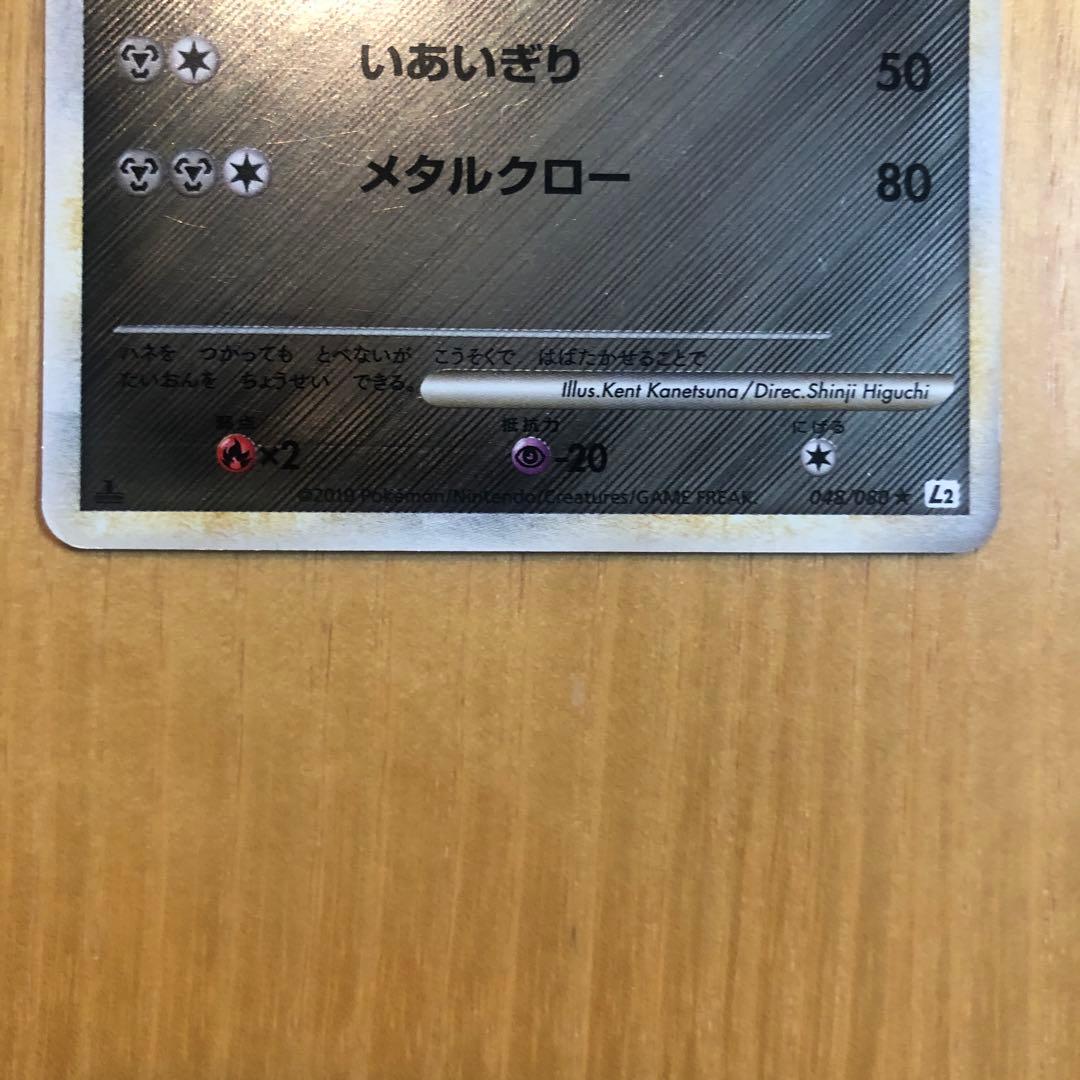 いあいぎり 50
メタルクロー 80
ハネを つかっても とべないが こうそくで はばたかせることで
たいおんを ちょうせい できる。
Illus.Kent Kanetsuna/Direc.Shinji Higuchi
弱点 抵抗力 にげる
×2 -20
1 ©2010 Pokémon/Nintendo/Creatures/GAME FREAK. 048/080 ★ L2